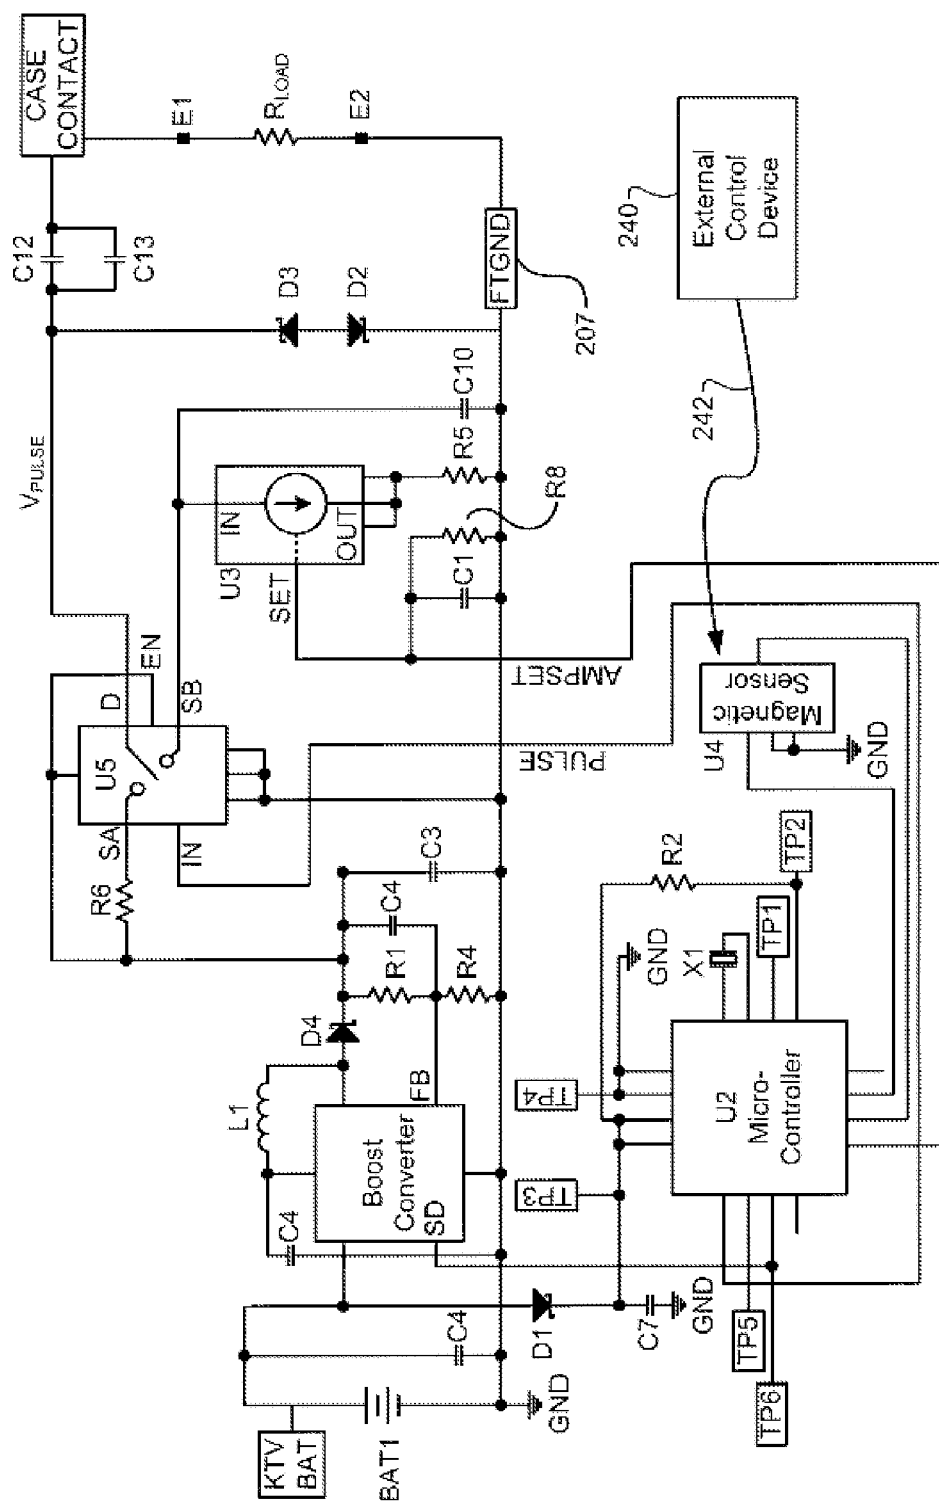 CASE
CONTACT
C12
C13
E1
R_LOAD
E2
FTGND
207
D3
D2
V_PULSE
C10
R5
R8
C1
IN
OUT
U3
SET
AMPSET
PULSE
EN
D
SB
U5
SA
IN
R6
C3
C4
R1
R4
D4
L1
FB
Boost
Converter
SD
C4
C4
D1
C7
GND
KTV
BAT
BAT1
GND
240
External
Control
Device
242
Magnetic
Sensor
U4
GND
R2
TP2
TP1
X1
GND
TP4
TP3
U2
Micro-
Controller
TP5
TP6